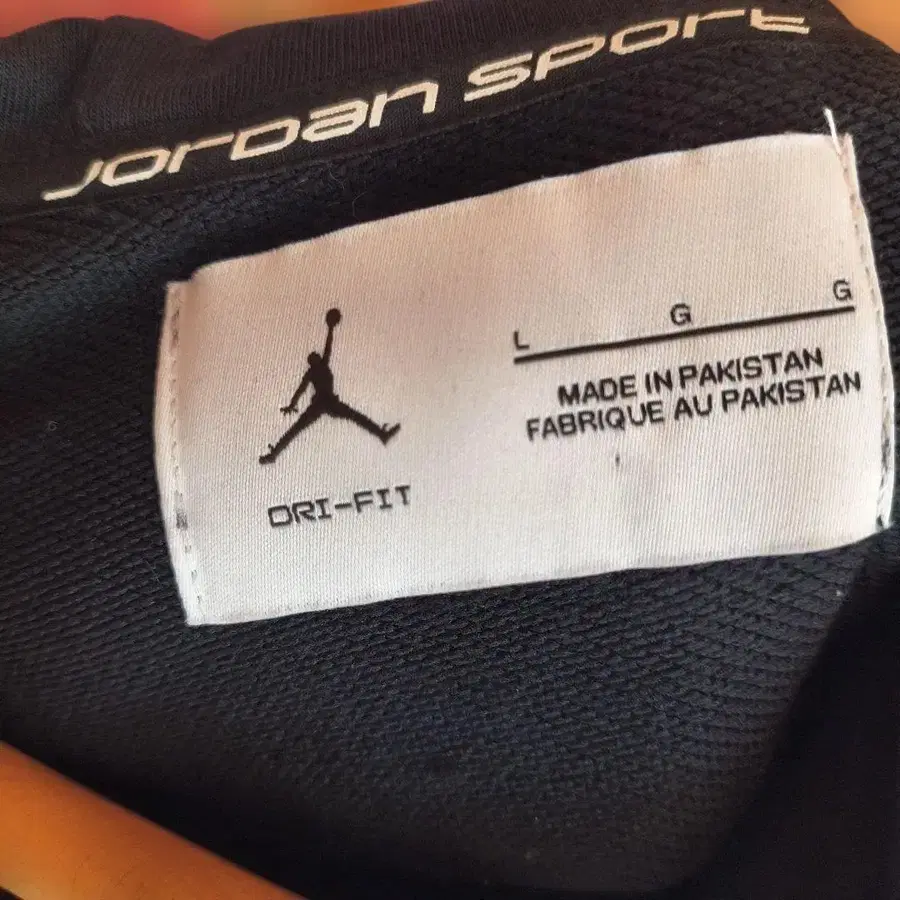 Jordan Sport
L G G
MADE IN PAKISTAN
FABRIQUE AU PAKISTAN
DRI-FIT